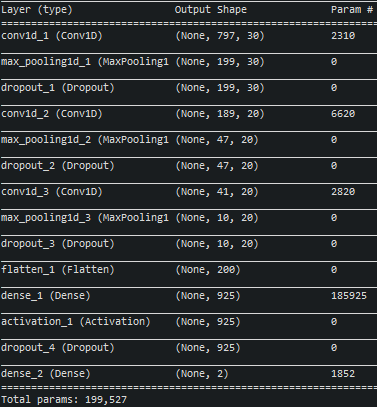 Layer (type) Output Shape Param #
conv1d_1 (Conv1D) (None, 797, 30) 2310
max_pooling1d_1 (MaxPooling1 (None, 199, 30) 0
dropout_1 (Dropout) (None, 199, 30) 0
conv1d_2 (Conv1D) (None, 189, 20) 6620
max_pooling1d_2 (MaxPooling1 (None, 47, 20) 0
dropout_2 (Dropout) (None, 47, 20) 0
conv1d_3 (Conv1D) (None, 41, 20) 2820
max_pooling1d_3 (MaxPooling1 (None, 10, 20) 0
dropout_3 (Dropout) (None, 10, 20) 0
flatten_1 (Flatten) (None, 200) 0
dense_1 (Dense) (None, 925) 185925
activation_1 (Activation) (None, 925) 0
dropout_4 (Dropout) (None, 925) 0
dense_2 (Dense) (None, 2) 1852
Total params: 199,527